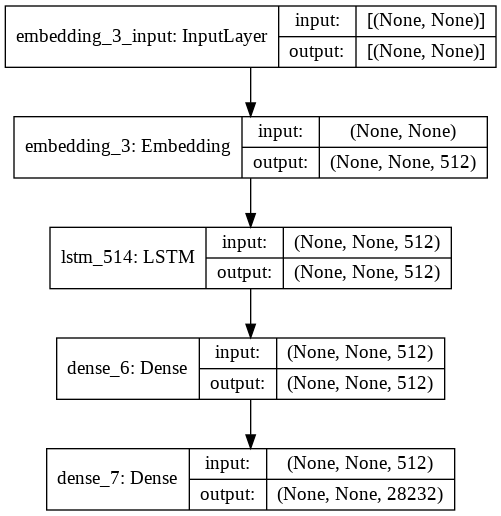 embedding_3_input: InputLayer
input: [(None, None)]
output: [(None, None)]
embedding_3: Embedding
input: (None, None)
output: (None, None, 512)
lstm_514: LSTM
input: (None, None, 512)
output: (None, None, 512)
dense_6: Dense
input: (None, None, 512)
output: (None, None, 512)
dense_7: Dense
input: (None, None, 512)
output: (None, None, 28232)